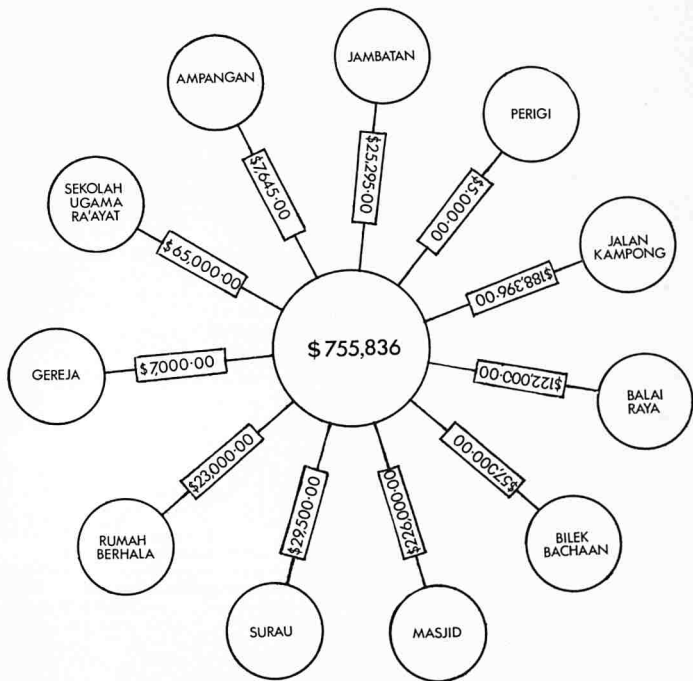 JAMBATAN
$25,295·00
AMPANGAN
$7,645·00
PERIGI
$5,000·00
SEKOLAH
UGAMA
RA'AYAT
$65,000·00
JALAN
KAMPONG
$188,396·00
$755,836
GEREJA
$7,000·00
BALAI
RAYA
$122,000·00
RUMAH
BERHALA
$23,000·00
BILEK
BACHAAN
$57,000·00
SURAU
$29,500·00
MASJID
$226,000·00